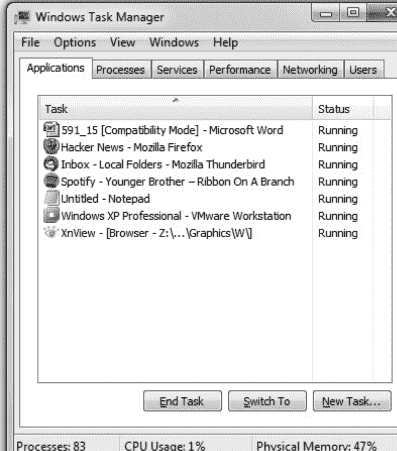 Windows Task Manager
File Options View Windows Help
Applications Processes Services Performance Networking Users
Task Status
591_15 [Compatibility Mode] - Microsoft Word Running
Hacker News - Mozilla Firefox Running
Inbox - Local Folders - Mozilla Thunderbird Running
Spotify - Younger Brother – Ribbon On A Branch Running
Untitled - Notepad Running
Windows XP Professional - VMware Workstation Running
XnView - [Browser - Z:\...\Graphics\W\] Running
End Task Switch To New Task...
Processes: 83 CPU Usage: 1% Physical Memory: 47%